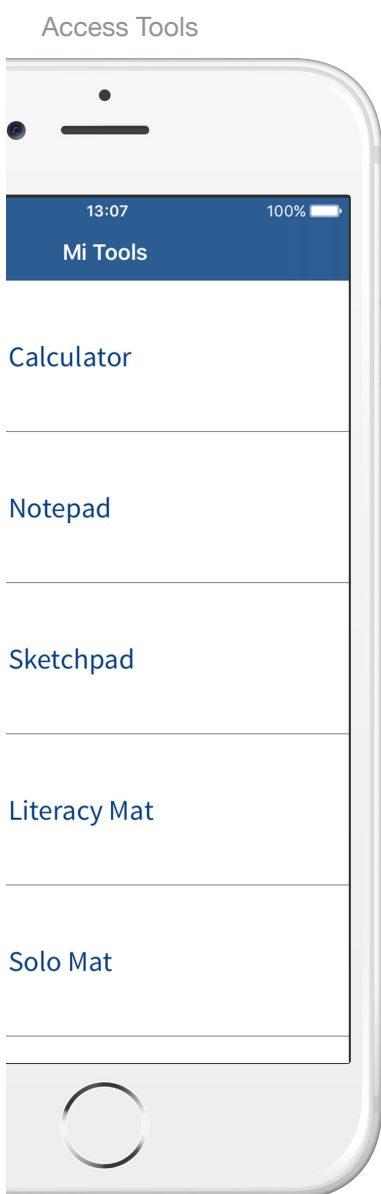 Access Tools
13:07 100%
Mi Tools
Calculator
Notepad
Sketchpad
Literacy Mat
Solo Mat